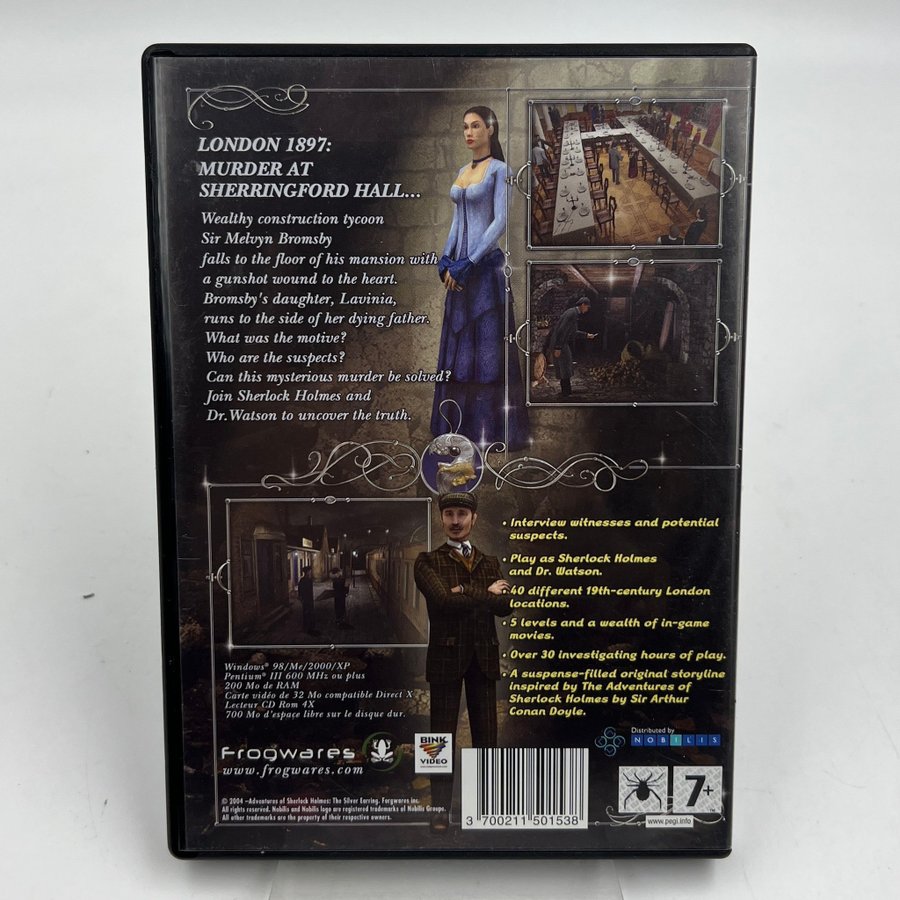 LONDON 1897:
MURDER AT
SHERRINGFORD HALL...
Wealthy construction tycoon
Sir Melvyn Bromsby
falls to the floor of his mansion with
a gunshot wound to the heart.
Bromsby's daughter, Lavinia,
runs to the side of her dying father.
What was the motive?
Who are the suspects?
Can this mysterious murder be solved?
Join Sherlock Holmes and
Dr. Watson to uncover the truth.
• Interview witnesses and potential
suspects.
• Play as Sherlock Holmes
and Dr. Watson.
• 40 different 19th-century London
locations.
• 5 levels and a wealth of in-game
movies.
• Over 30 investigating hours of play.
• A suspense-filled original storyline
inspired by The Adventures of
Sherlock Holmes by Sir Arthur
Conan Doyle.
Windows® 98/Me/2000/XP
Pentium® III 600 MHz ou plus
200 Mo de RAM
Carte vidéo de 32 Mo compatible Direct X
Lecteur CD Rom 4X
700 Mo d'espace libre sur le disque dur.
Frogwares
www.frogwares.com
BINK
VIDEO
Distributed by
NOBILIS
© 2004 –Adventures of Sherlock Holmes: The Silver Earring. Forgwares inc.
All rights reserved. Nobilis and Nobilis logo are registered trademarks of Nobilis Groupe.
All other trademarks are the property of their respective owners.
3 700211 501538
7+
www.pegi.info